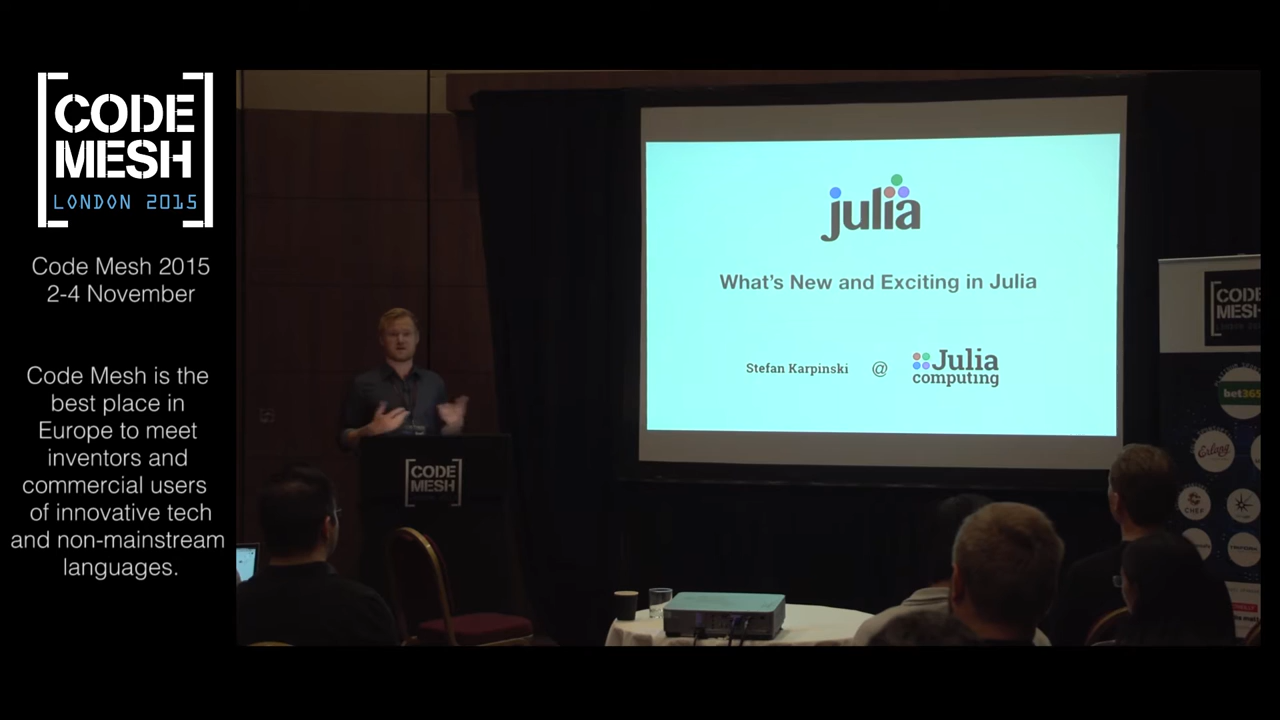 CODE
MESH
LONDON 2015
Code Mesh 2015
2-4 November
Code Mesh is the
best place in
Europe to meet
inventors and
commercial users
of innovative tech
and non-mainstream
languages.
julia
What's New and Exciting in Julia
Stefan Karpinski @ Julia
computing
CODE
MESH
CODE
MESH
bet365
Erlang
CHEF